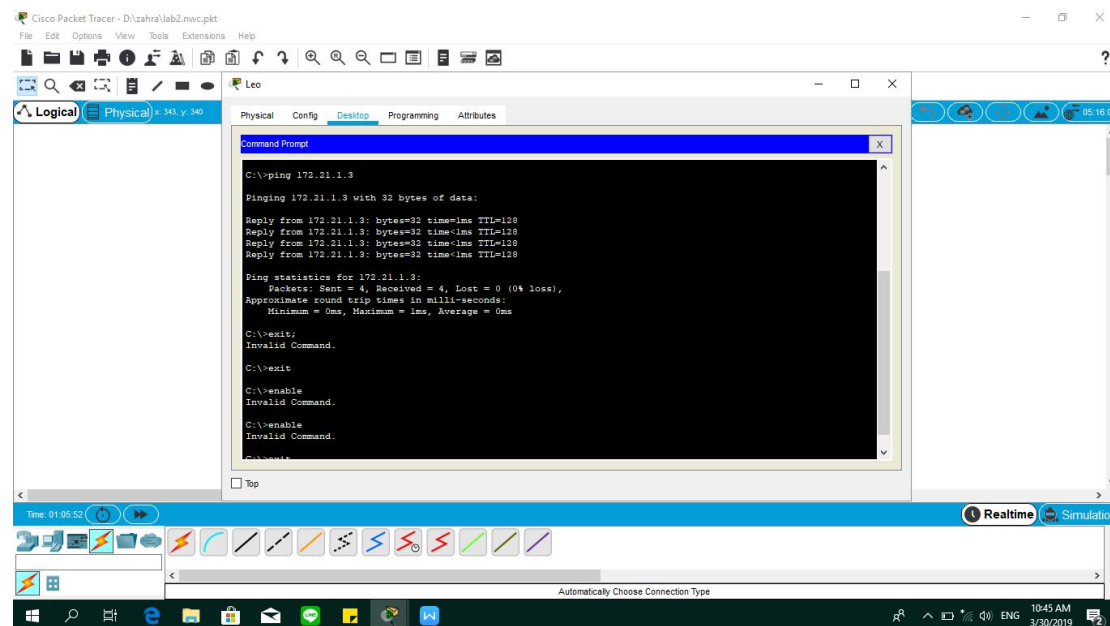 Cisco Packet Tracer - D:\zahra\lab2.nwc.pkt
File Edit Options View Tools Extensions Help
?
Leo
Logical Physical x: 343, y: 340
05:16:0
Physical Config Desktop Programming Attributes
Command Prompt X
C:\>ping 172.21.1.3
Pinging 172.21.1.3 with 32 bytes of data:
Reply from 172.21.1.3: bytes=32 time=1ms TTL=128
Reply from 172.21.1.3: bytes=32 time<1ms TTL=128
Reply from 172.21.1.3: bytes=32 time<1ms TTL=128
Reply from 172.21.1.3: bytes=32 time<1ms TTL=128
Ping statistics for 172.21.1.3:
Packets: Sent = 4, Received = 4, Lost = 0 (0% loss),
Approximate round trip times in milli-seconds:
Minimum = 0ms, Maximum = 1ms, Average = 0ms
C:\>exit;
Invalid Command.
C:\>exit
C:\>enable
Invalid Command.
C:\>enable
Invalid Command.
C:\>exit
Top
Time: 01:05:52
Realtime Simulatio
Automatically Choose Connection Type
ENG
10:45 AM
3/30/2019